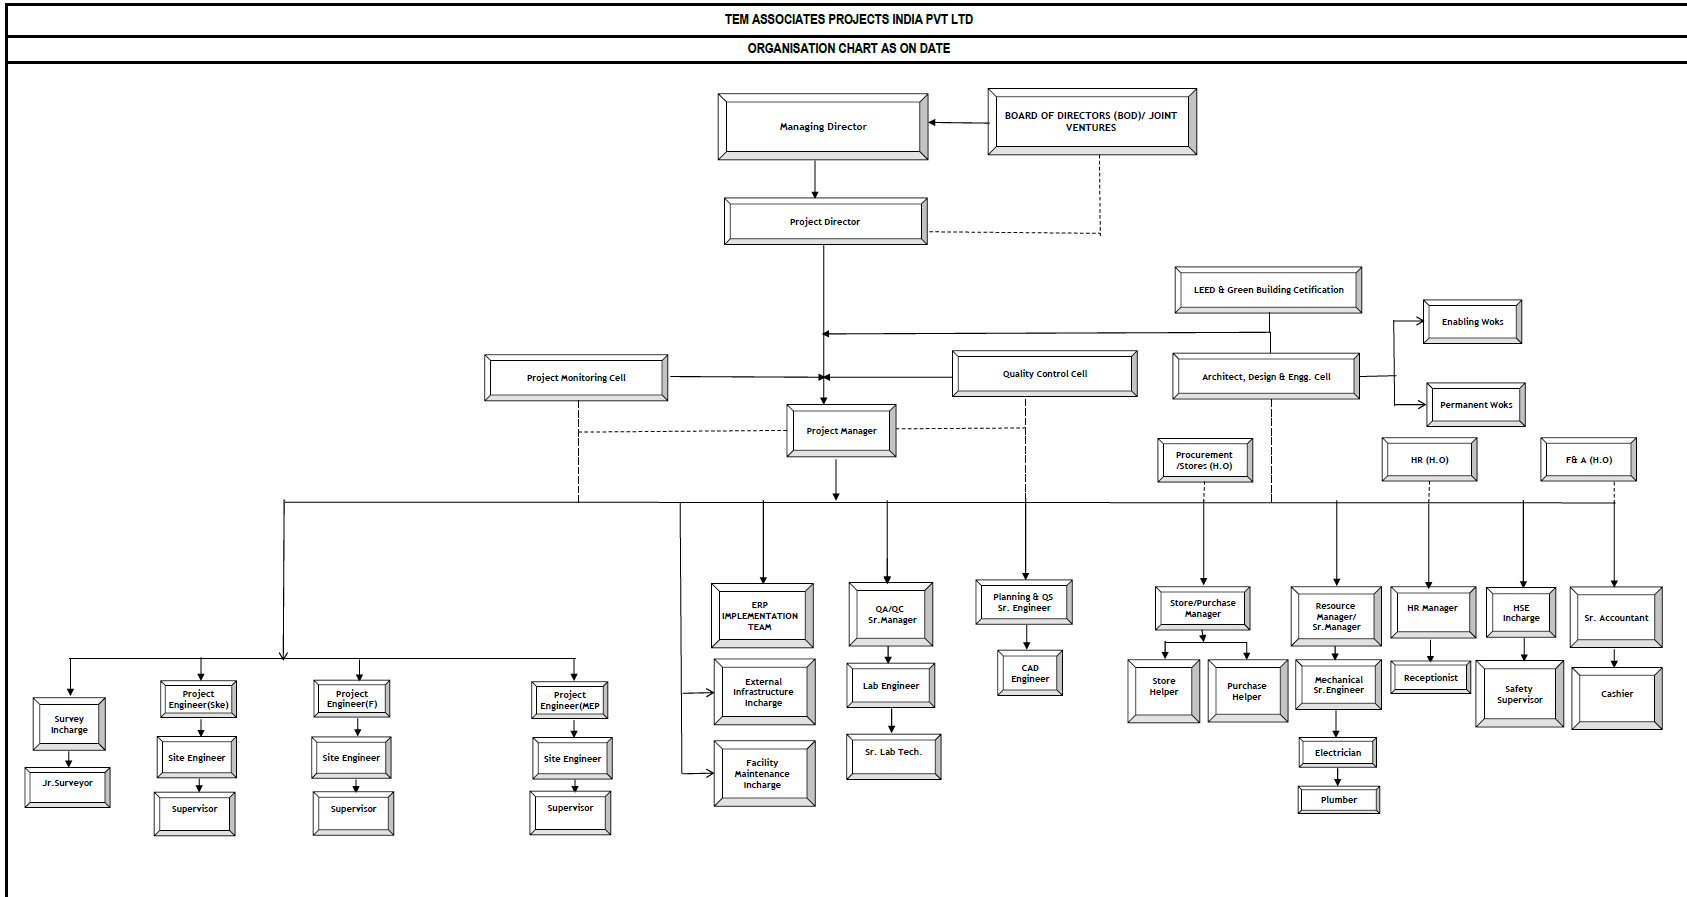 TEM ASSOCIATES PROJECTS INDIA PVT LTD
ORGANISATION CHART AS ON DATE
Managing Director
BOARD OF DIRECTORS (BOD)/ JOINT
VENTURES
Project Director
LEED & Green Building Cetification
Enabling Woks
Project Monitoring Cell
Quality Control Cell
Architect, Design & Engg. Cell
Permanent Woks
Project Manager
Procurement
/Stores (H.O)
HR (H.O)
F& A (H.O)
ERP
IMPLEMENTATION
TEAM
QA/QC
Sr.Manager
Planning & QS
Sr. Engineer
Store/Purchase
Manager
Resource
Manager/
Sr.Manager
HR Manager
HSE
Incharge
Sr. Accountant
Survey
Incharge
Project
Engineer(Ske)
Project
Engineer(F)
Project
Engineer(MEP
External
Infrastructure
Incharge
Lab Engineer
CAD
Engineer
Store
Helper
Purchase
Helper
Mechanical
Sr.Engineer
Receptionist
Safety
Supervisor
Cashier
Jr.Surveyor
Site Engineer
Site Engineer
Site Engineer
Facility
Maintenance
Incharge
Sr. Lab Tech.
Electrician
Supervisor
Supervisor
Supervisor
Plumber